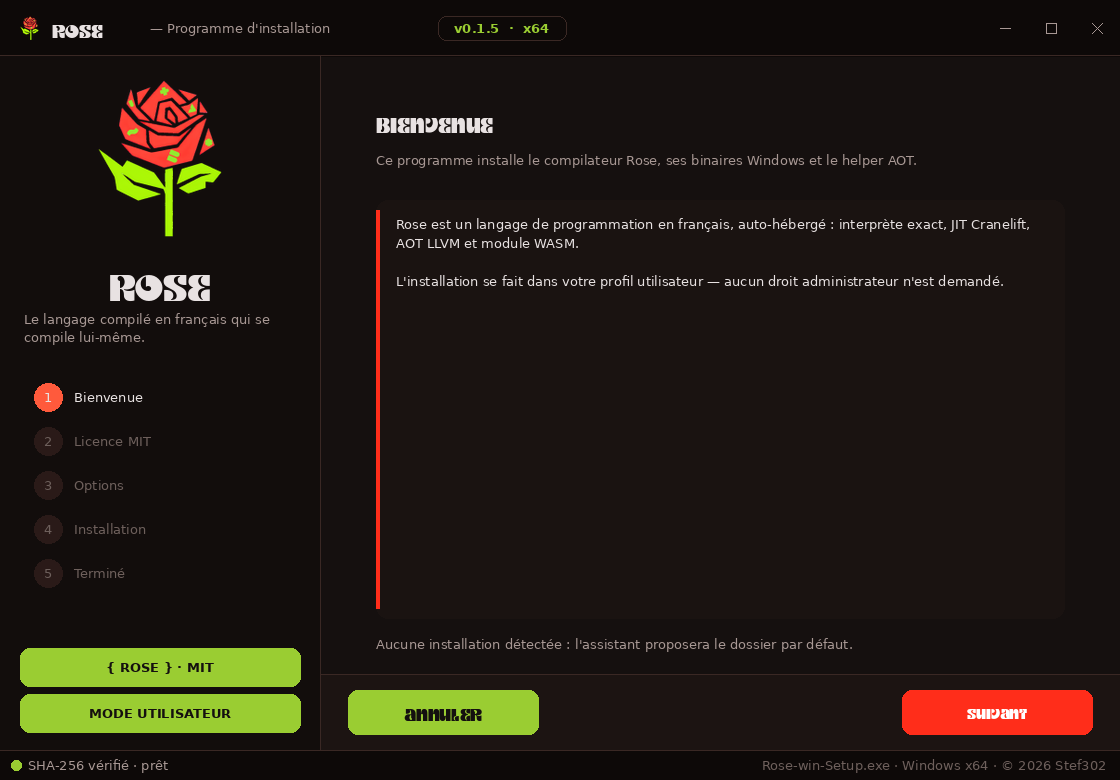 ROSE
— Programme d'installation
v0.1.5 · x64
ROSE
Le langage compilé en français qui se
compile lui-même.
1 Bienvenue
2 Licence MIT
3 Options
4 Installation
5 Terminé
{ ROSE } · MIT
MODE UTILISATEUR
BIENVENUE
Ce programme installe le compilateur Rose, ses binaires Windows et le helper AOT.
Rose est un langage de programmation en français, auto-hébergé : interprète exact, JIT Cranelift,
AOT LLVM et module WASM.
L'installation se fait dans votre profil utilisateur — aucun droit administrateur n'est demandé.
Aucune installation détectée : l'assistant proposera le dossier par défaut.
ANNULER
SUIVANT
SHA-256 vérifié · prêt
Rose-win-Setup.exe · Windows x64 · © 2026 Stef302